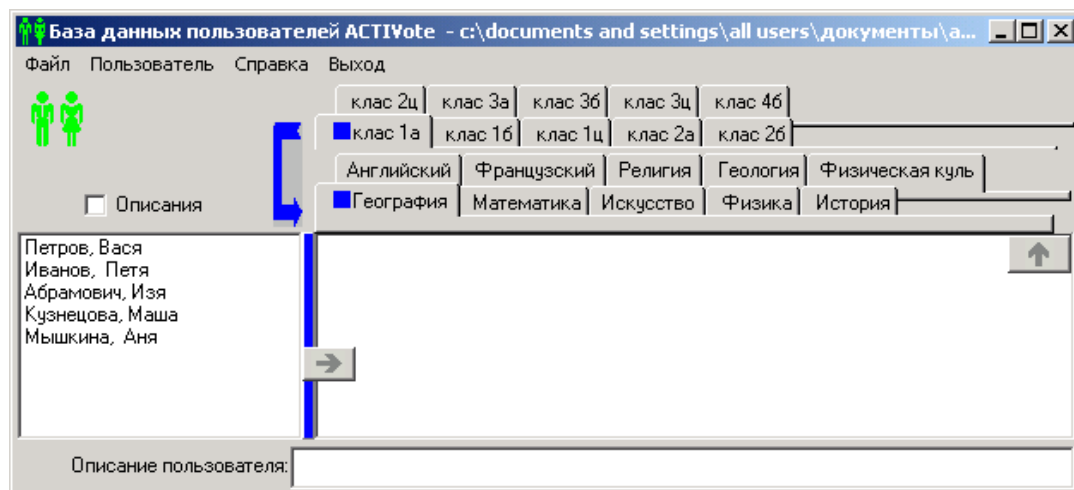 База данных пользователей ACTIVote - c:\documents and settings\all users\документы\а...
Файл Пользователь Справка Выход
клас 2ц клас 3а клас 3б клас 3ц клас 4б
клас 1а клас 1б клас 1ц клас 2а клас 2б
Английский Французский Религия Геология Физическая куль
Описания География Математика Искусство Физика История
Петров, Вася
Иванов, Петя
Абрамович, Изя
Кузнецова, Маша
Мышкина, Аня
Описание пользователя: